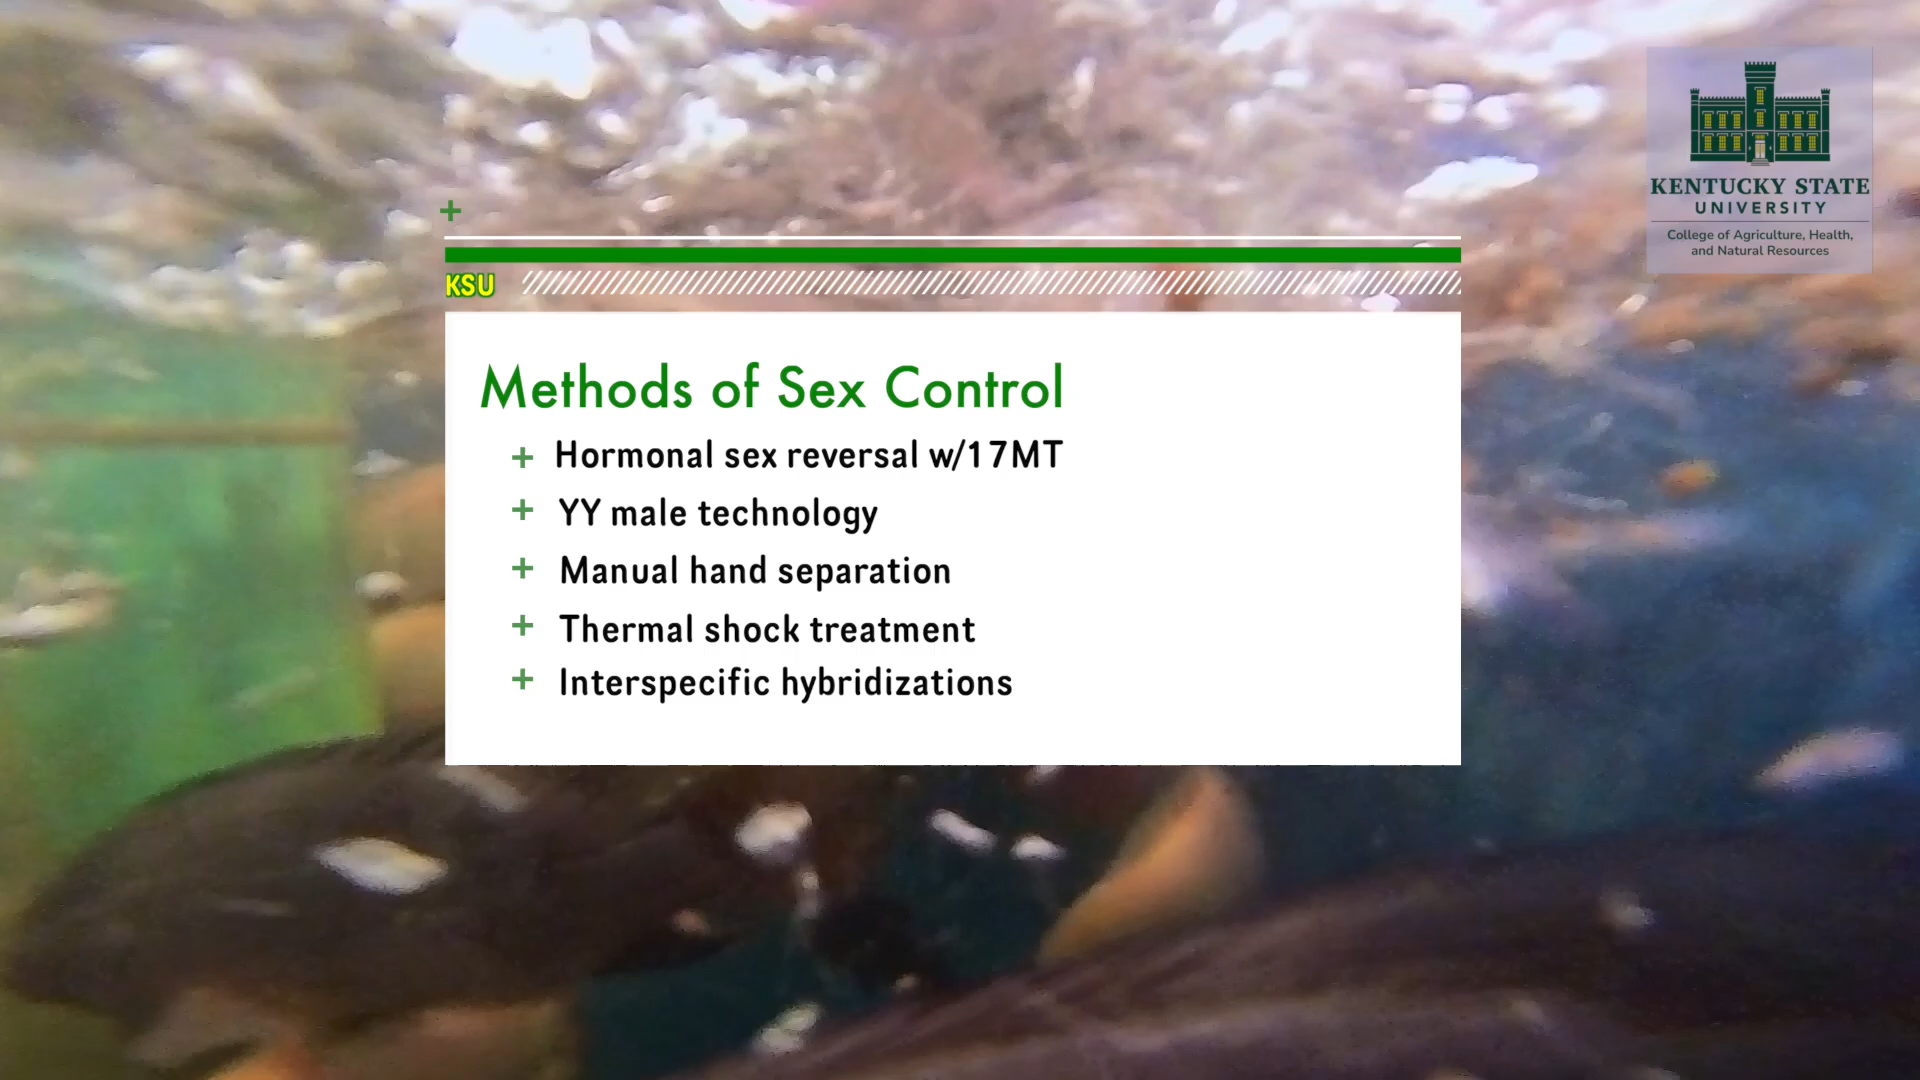 KENTUCKY STATE
UNIVERSITY
College of Agriculture, Health,
and Natural Resources
KSU
Methods of Sex Control
+ Hormonal sex reversal w/17MT
+ YY male technology
+ Manual hand separation
+ Thermal shock treatment
+ Interspecific hybridizations